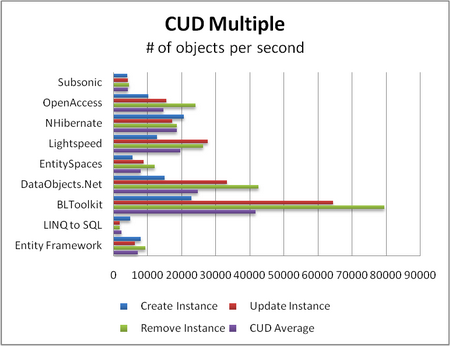 CUD Multiple
# of objects per second
Subsonic
OpenAccess
NHibernate
Lightspeed
EntitySpaces
DataObjects.Net
BLToolkit
LINQ to SQL
Entity Framework
0 10000 20000 30000 40000 50000 60000 70000 80000 90000
Create Instance Update Instance
Remove Instance CUD Average